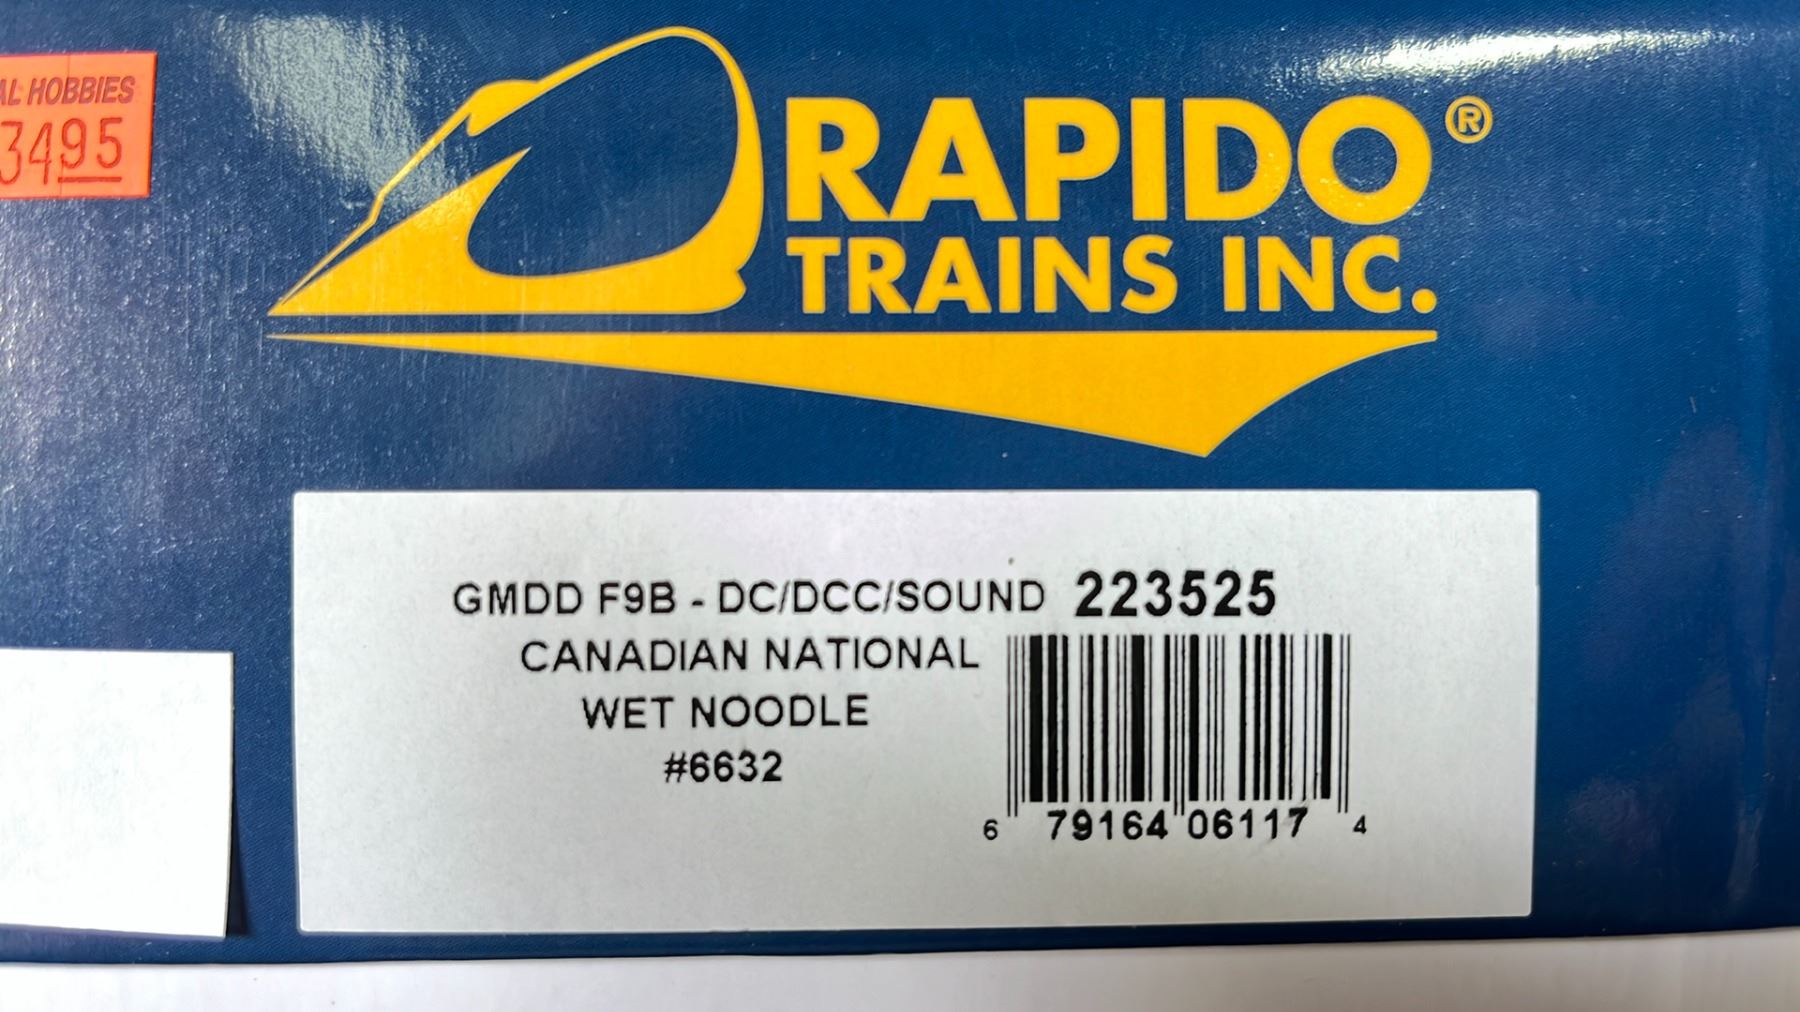 AL HOBBIES
3495
RAPIDO®
TRAINS INC.
GMDD F9B - DC/DCC/SOUND 223525
CANADIAN NATIONAL
WET NOODLE
#6632
6 79164 06117 4